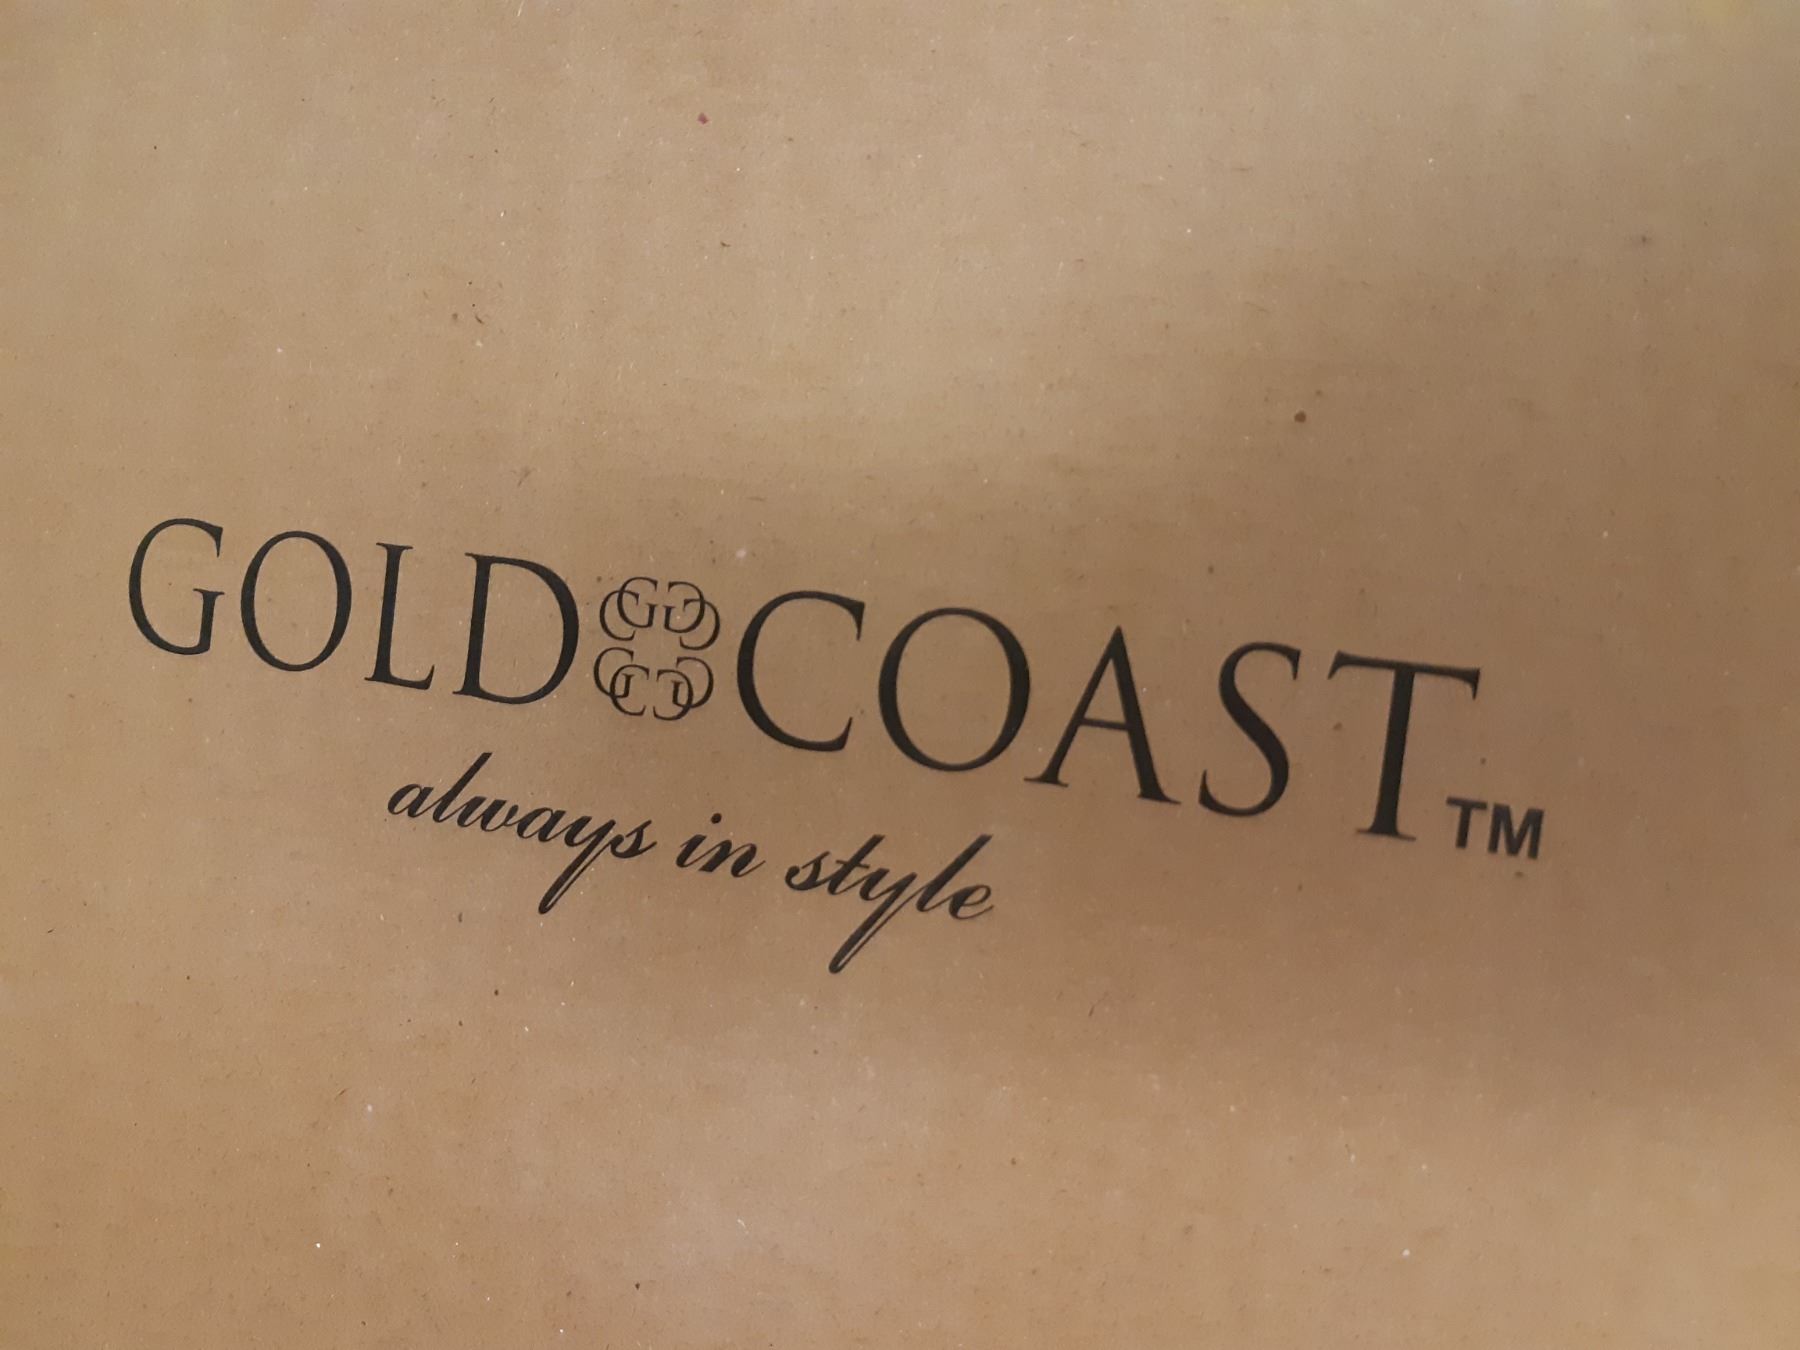 GOLD COAST™
always in style